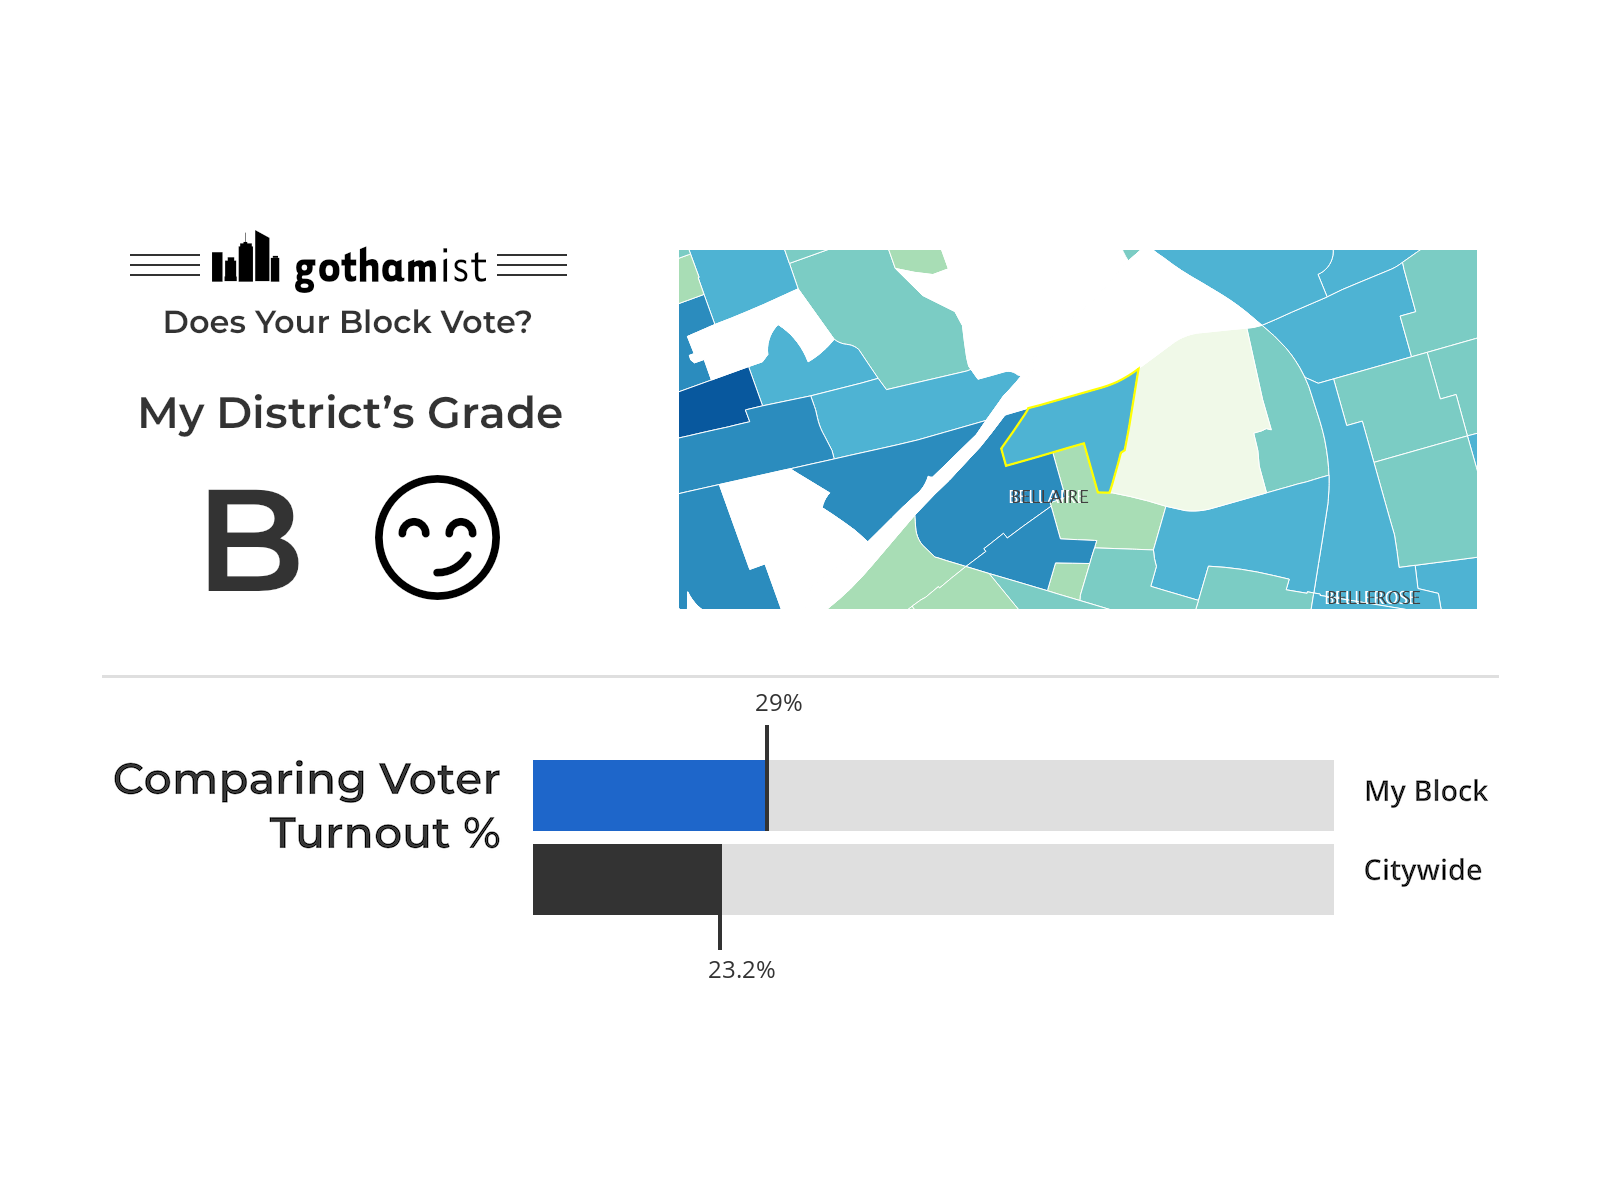 gothamist
Does Your Block Vote?
My District’s Grade
B
BELLAIRE
BELLEROSE
29%
Comparing Voter
Turnout %
My Block
Citywide
23.2%